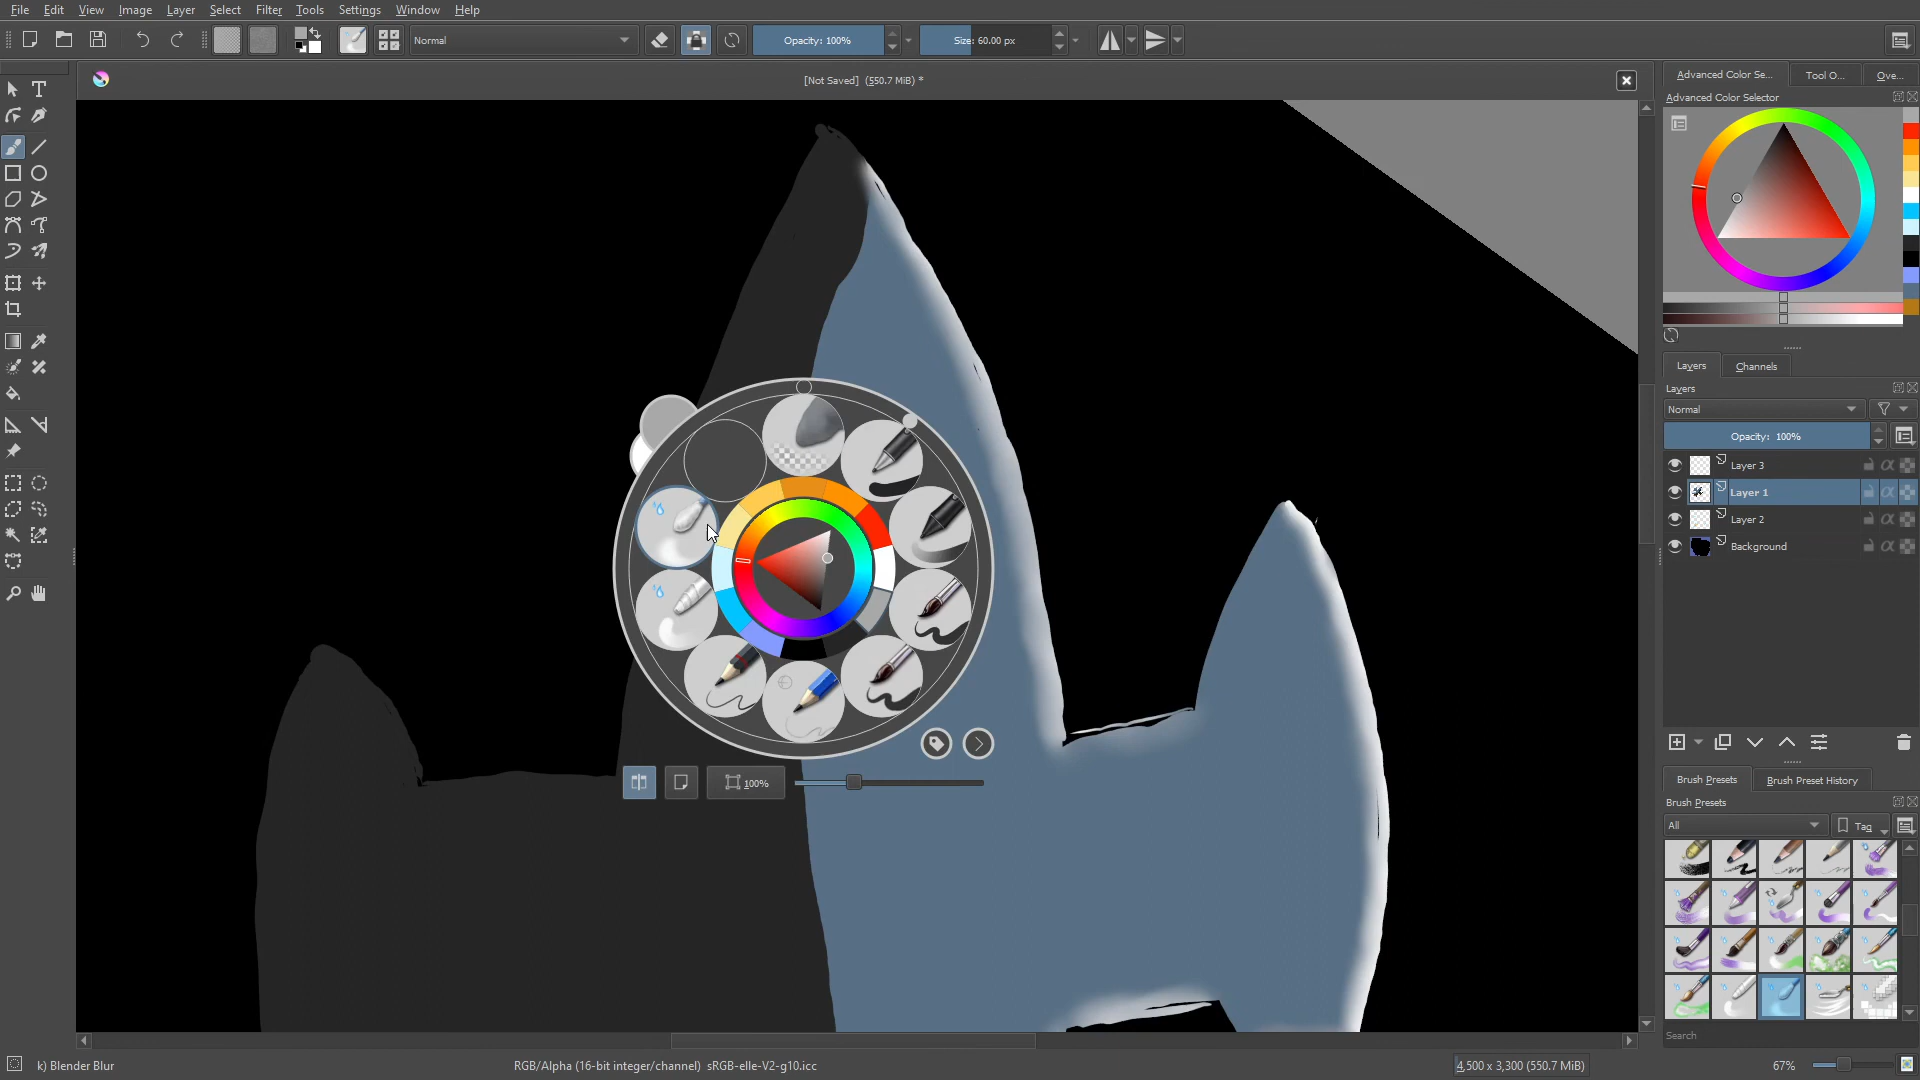 File Edit View Image Layer Select Filter Tools Settings Window Help
Normal
Opacity: 100%
Size: 60.00 px
[Not Saved] (550.7 MiB) *
Advanced Color Se... Tool O... Ove...
Advanced Color Selector
Layers Channels
Layers
Normal
Opacity: 100%
Layer 3
Layer 1
Layer 2
Background
100%
Brush Presets Brush Preset History
Brush Presets
All Tag
Search
k) Blender Blur
RGB/Alpha (16-bit integer/channel) sRGB-elle-V2-g10.icc
4,500 x 3,300 (550.7 MiB)
67%